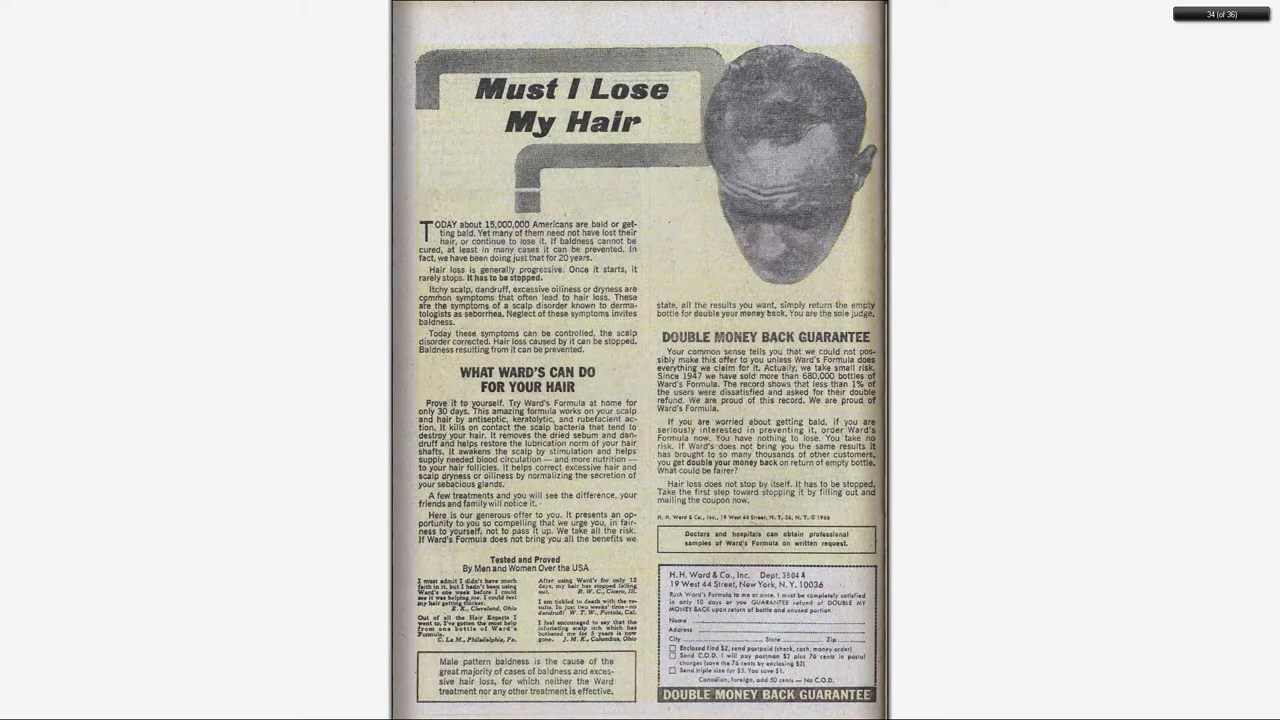 34 (of 36)
Must I Lose
My Hair
TODAY about 15,000,000 Americans are bald or get-
ting bald. Yet many of them need not have lost their
hair, or continue to lose it. If baldness cannot be
cured, at least in many cases it can be prevented. In
fact, we have been doing just that for 20 years.
Hair loss is generally progressive. Once it starts, it
rarely stops. It has to be stopped.
Itchy scalp, dandruff, excessive oiliness or dryness are
common symptoms that often lead to hair loss. These
are the symptoms of a scalp disorder known to derma-
tologists as seborrhea. Neglect of these symptoms invites
baldness.
Today these symptoms can be controlled, the scalp
disorder corrected. Hair loss caused by it can be stopped.
Baldness resulting from it can be prevented.
WHAT WARD'S CAN DO
FOR YOUR HAIR
Prove it to yourself. Try Ward's Formula at home for
only 30 days. This amazing formula works on your scalp
and hair by antiseptic, keratolytic, and rubefacient ac-
tion. It kills on contact the scalp bacteria that tend to
destroy your hair. It removes the dried sebum and dan-
druff and helps restore the lubrication norm of your hair
shafts. It awakens the scalp by stimulation and helps
supply needed blood circulation — and more nutrition —
to your hair follicles. It helps correct excessive hair and
scalp dryness or oiliness by normalizing the secretion of
your sebacious glands.
A few treatments and you will see the difference, your
friends and family will notice it.
Here is our generous offer to you. It presents an op-
portunity to you so compelling that we urge you, in fair-
ness to yourself, not to pass it up. We take all the risk.
If Ward's Formula does not bring you all the benefits we
Tested and Proved
By Men and Women Over the USA
I must admit I didn't have much
faith in it, but I hadn't been using
Ward's one week before I could
see it was helping me. I could feel
my hair getting thicker.
E. K., Cleveland, Ohio
Out of all the Hair Experts I
went to, I've gotten the most help
from one bottle of Ward's
Formula.
C. La M., Philadelphia, Pa.
After using Ward's for only 12
days, my hair has stopped falling
out.
R. W. C., Cicero, Ill.
I am tickled to death with the re-
sults. In just two weeks' time—no
dandruff! W. T. W., Portola, Cal.
I feel encouraged to say that the
infuriating scalp itch which has
bothered me for 5 years is now
gone. J. M. K., Columbus, Ohio
Male pattern baldness is the cause of the
great majority of cases of baldness and exces-
sive hair loss, for which neither the Ward
treatment nor any other treatment is effective.
state, all the results you want, simply return the empty
bottle for double your money back. You are the sole judge.
DOUBLE MONEY BACK GUARANTEE
Your common sense tells you that we could not pos-
sibly make this offer to you unless Ward's Formula does
everything we claim for it. Actually, we take small risk.
Since 1947 we have sold more than 680,000 bottles of
Ward's Formula. The record shows that less than 1% of
the users were dissatisfied and asked for their double
refund. We are proud of this record. We are proud of
Ward's Formula.
If you are worried about getting bald, if you are
seriously interested in preventing it, order Ward's
Formula now. You have nothing to lose. You take no
risk. If Ward's does not bring you the same results it
has brought to so many thousands of other customers,
you get double your money back on return of empty bottle.
What could be fairer?
Hair loss does not stop by itself. It has to be stopped.
Take the first step toward stopping it by filling out and
mailing the coupon now.
H. H. Ward & Co., Inc., 19 West 44 Street, N. Y. 36, N. Y. © 1966
Doctors and hospitals can obtain professional
samples of Ward's Formula on written request.
H. H. Ward & Co., Inc. Dept. 3904 A
19 West 44 Street, New York, N. Y. 10036
Rush Ward's Formula to me at once. I must be completely satisfied
in only 10 days or you GUARANTEE refund of DOUBLE MY
MONEY BACK upon return of bottle and unused portion.
Name
Address
City State Zip
Enclosed find $2, send postpaid (check, cash, money order)
Send C.O.D. I will pay postman $2 plus 76 cents in postal
charges (save the 76 cents by enclosing $2)
Send triple size for $5. You save $1.
Canadian, foreign, add 50 cents — No C.O.D.
DOUBLE MONEY BACK GUARANTEE